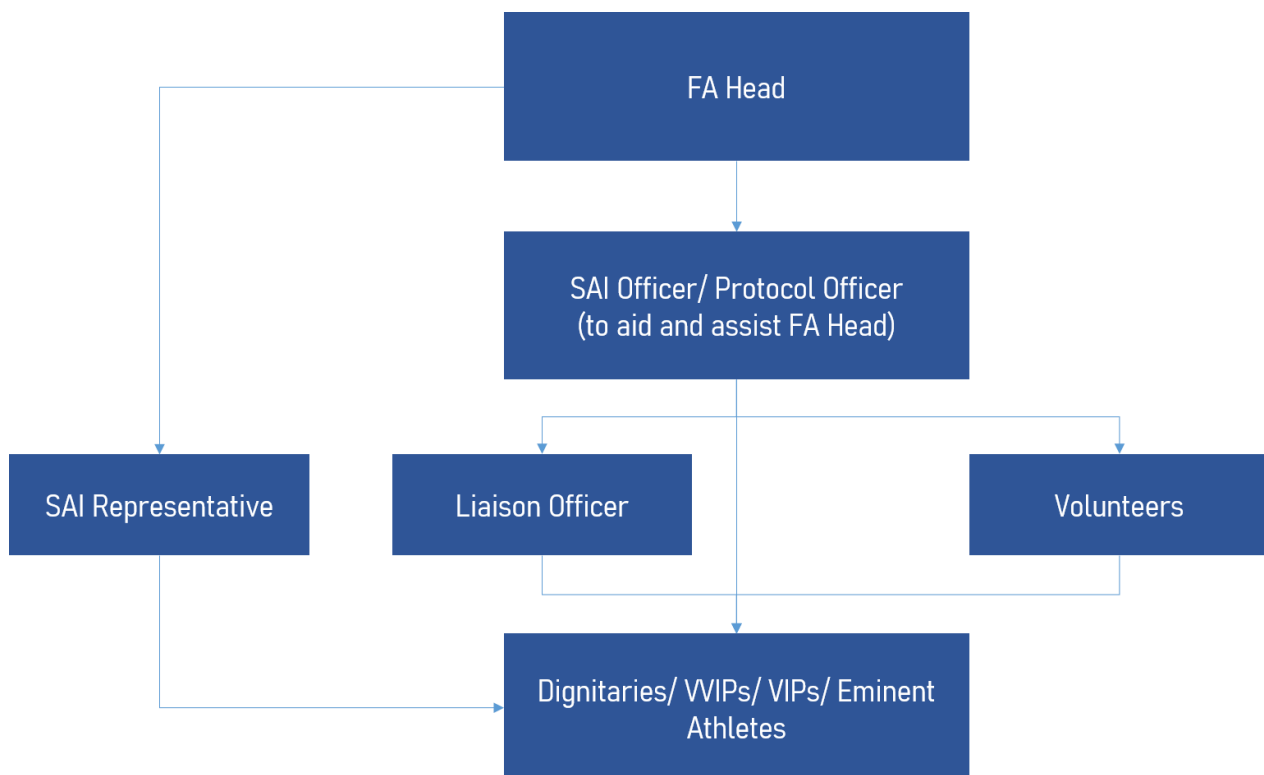 FA Head
SAI Officer/ Protocol Officer
(to aid and assist FA Head)
SAI Representative
Liaison Officer
Volunteers
Dignitaries/ VVIPs/ VIPs/ Eminent
Athletes